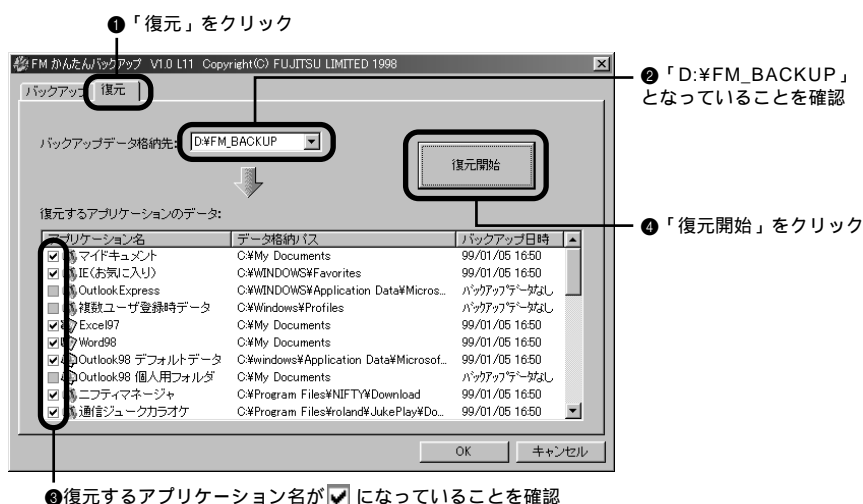 ❶「復元」をクリック
FM かんたんバックアップ V1.0 L11 Copyright(C) FUJITSU LIMITED 1998
バックアップ 復元
❷「D:¥FM_BACKUP」
となっていることを確認
バックアップデータ格納先: D:¥FM_BACKUP
復元開始
復元するアプリケーションのデータ:
❹「復元開始」をクリック
アプリケーション名 データ格納パス バックアップ日時
マイドキュメント C:¥My Documents 99/01/05 16:50
IE(お気に入り) C:¥WINDOWS¥Favorites 99/01/05 16:50
OutlookExpress C:¥WINDOWS¥Application Data¥Micros... バックアップデータなし
複数ユーザ登録時データ C:¥Windows¥Profiles バックアップデータなし
Excel97 C:¥My Documents 99/01/05 16:50
Word98 C:¥My Documents 99/01/05 16:50
Outlook98 デフォルトデータ C:¥windows¥Application Data¥Microsof... 99/01/05 16:50
Outlook98 個人用フォルダ C:¥My Documents バックアップデータなし
ニフティマネージャ C:¥Program Files¥NIFTY¥Download 99/01/05 16:50
通信ジュークカラオケ C:¥Program Files¥roland¥JukePlay¥Do... 99/01/05 16:50
OK キャンセル
❸復元するアプリケーション名が☑になっていることを確認